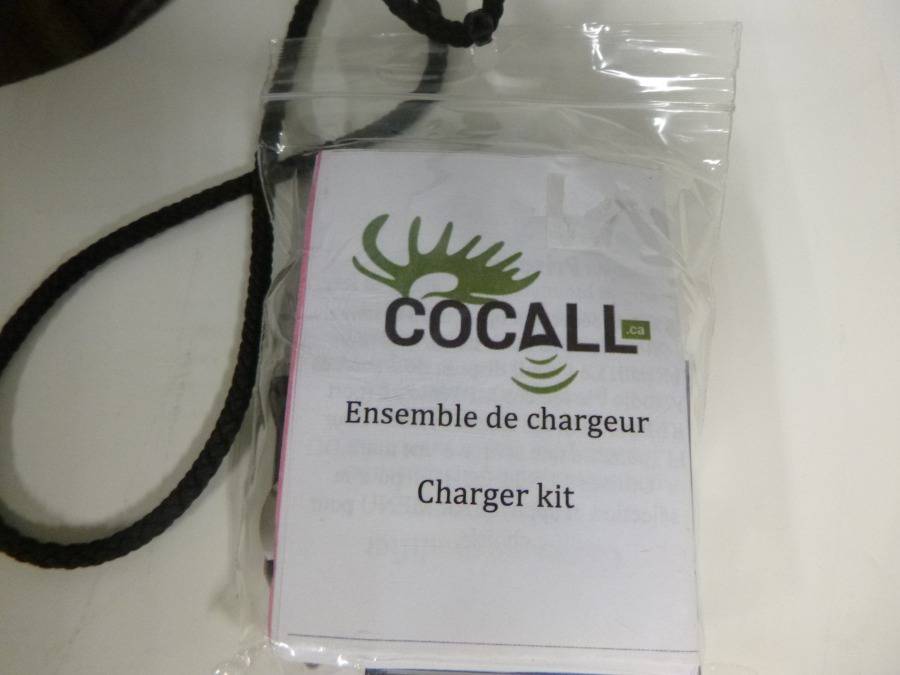 COCALL.ca
Ensemble de chargeur
Charger kit